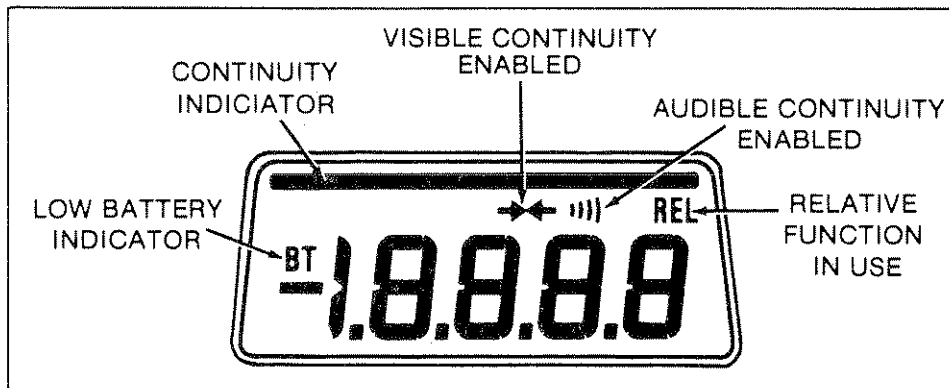 VISIBLE CONTINUITY
ENABLED
CONTINUITY
INDICIATOR
AUDIBLE CONTINUITY
ENABLED
LOW BATTERY
INDICATOR
REL
RELATIVE
FUNCTION
IN USE
BT
-1.8.8.8.8